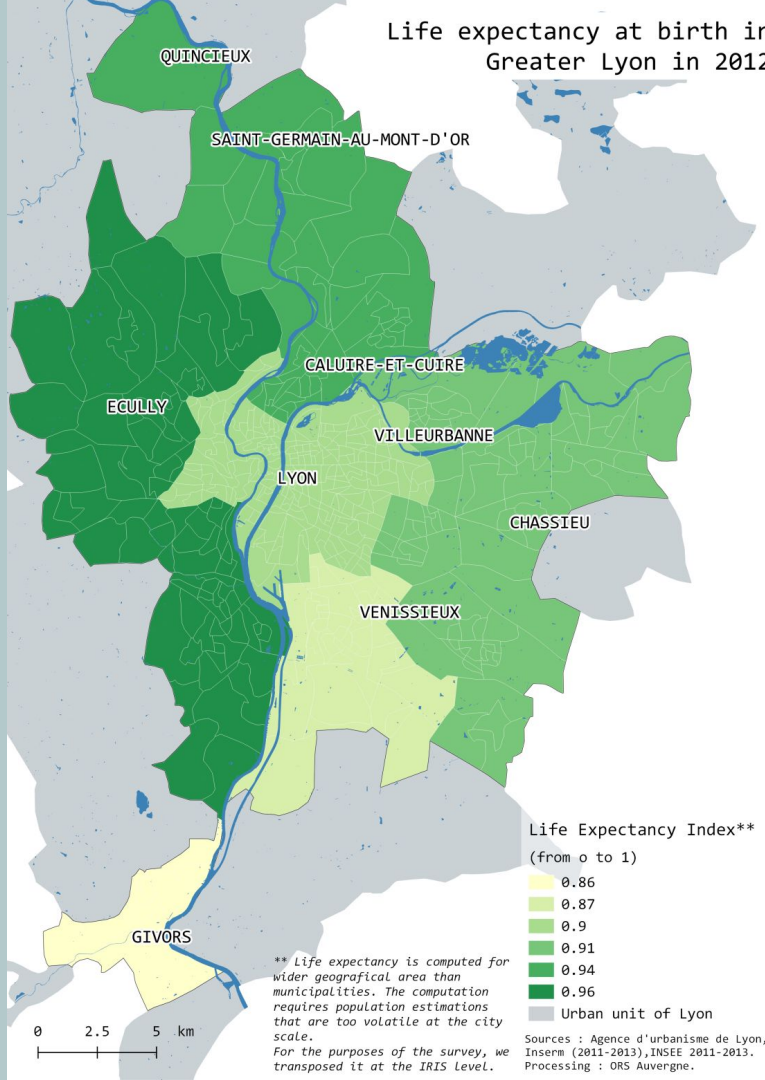 Life expectancy at birth in
Greater Lyon in 2012
QUINCIEUX
SAINT-GERMAIN-AU-MONT-D'OR
CALUIRE-ET-CUIRE
ECULLY
VILLEURBANNE
LYON
CHASSIEU
VENISSIEUX
GIVORS
Life Expectancy Index**
(from o to 1)
0.86
0.87
0.9
0.91
0.94
0.96
Urban unit of Lyon
** Life expectancy is computed for
wider geografical area than
municipalities. The computation
requires population estimations
that are too volatile at the city
scale.
For the purposes of the survey, we
transposed it at the IRIS level.
0 2.5 5 km
Sources : Agence d'urbanisme de Lyon,
Inserm (2011-2013),INSEE 2011-2013.
Processing : ORS Auvergne.